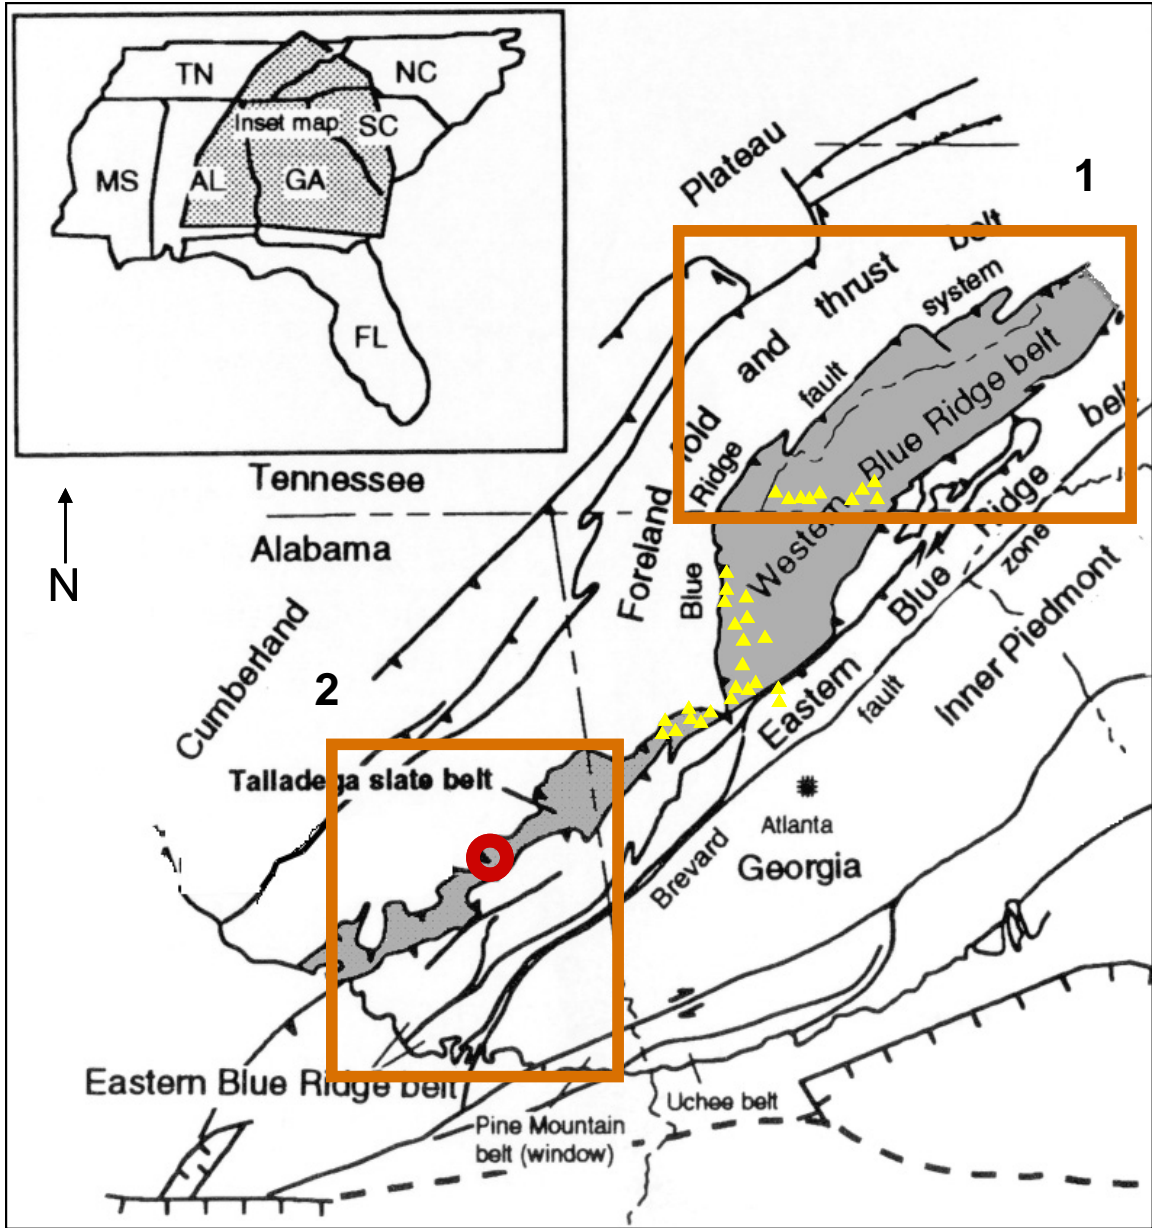 TN
NC
Inset map
SC
MS
AL
GA
FL
1
Plateau
belt
thrust
and
fold
system
fault
Ridge
Blue
Foreland
Western Blue Ridge belt
belt
Ridge
Blue
Eastern
zone
fault
Brevard
Inner Piedmont
Tennessee
Alabama
N
Cumberland
2
Talladega slate belt
Atlanta
Georgia
Eastern Blue Ridge belt
Uchee belt
Pine Mountain
belt (window)